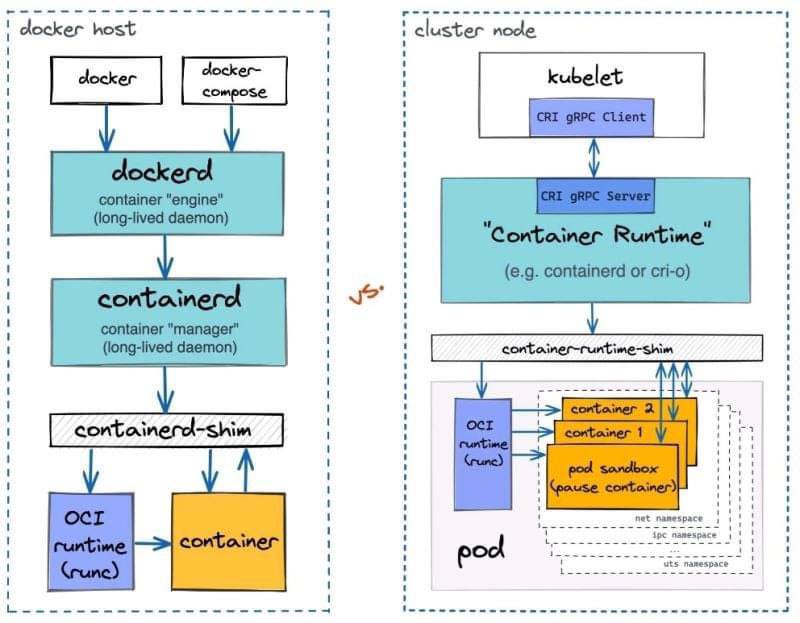 docker host
docker
docker-
compose
dockerd
container "engine"
(long-lived daemon)
containerd
container "manager"
(long-lived daemon)
containerd-shim
OCI
runtime
(runc)
container
vs.
cluster node
kubelet
CRI gRPC Client
CRI gRPC Server
"Container Runtime"
(e.g. containerd or cri-o)
container-runtime-shim
OCI
runtime
(runc)
container 2
container 1
pod sandbox
(pause container)
net namespace
ipc namespace
...
uts namespace
pod